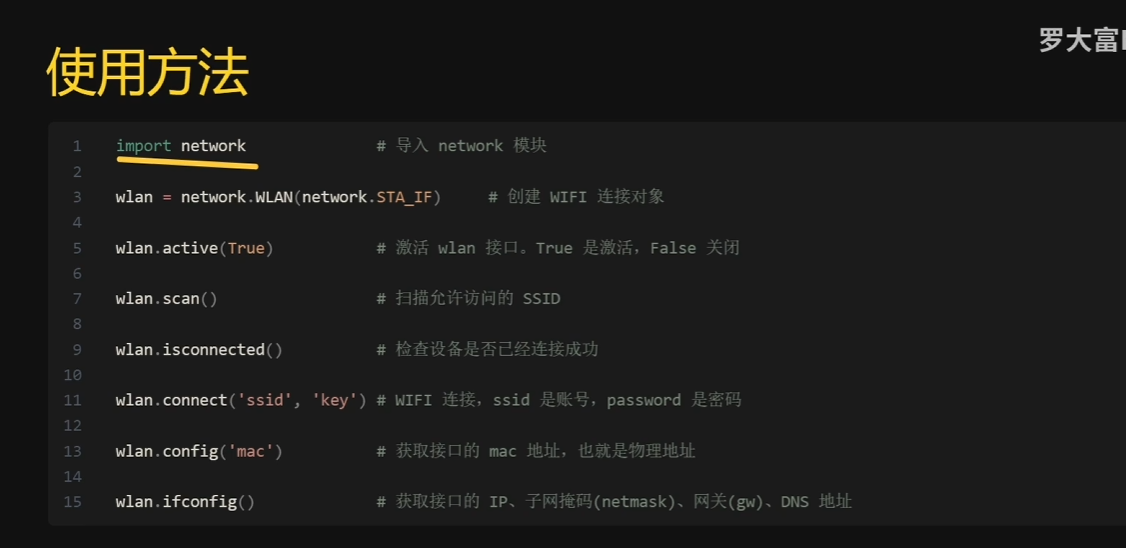 罗大富
使用方法
1 import network # 导入 network 模块
2
3 wlan = network.WLAN(network.STA_IF) # 创建 WIFI 连接对象
4
5 wlan.active(True) # 激活 wlan 接口。True 是激活，False 关闭
6
7 wlan.scan() # 扫描允许访问的 SSID
8
9 wlan.isconnected() # 检查设备是否已经连接成功
10
11 wlan.connect('ssid', 'key') # WIFI 连接，ssid 是账号，password 是密码
12
13 wlan.config('mac') # 获取接口的 mac 地址，也就是物理地址
14
15 wlan.ifconfig() # 获取接口的 IP、子网掩码(netmask)、网关(gw)、DNS 地址